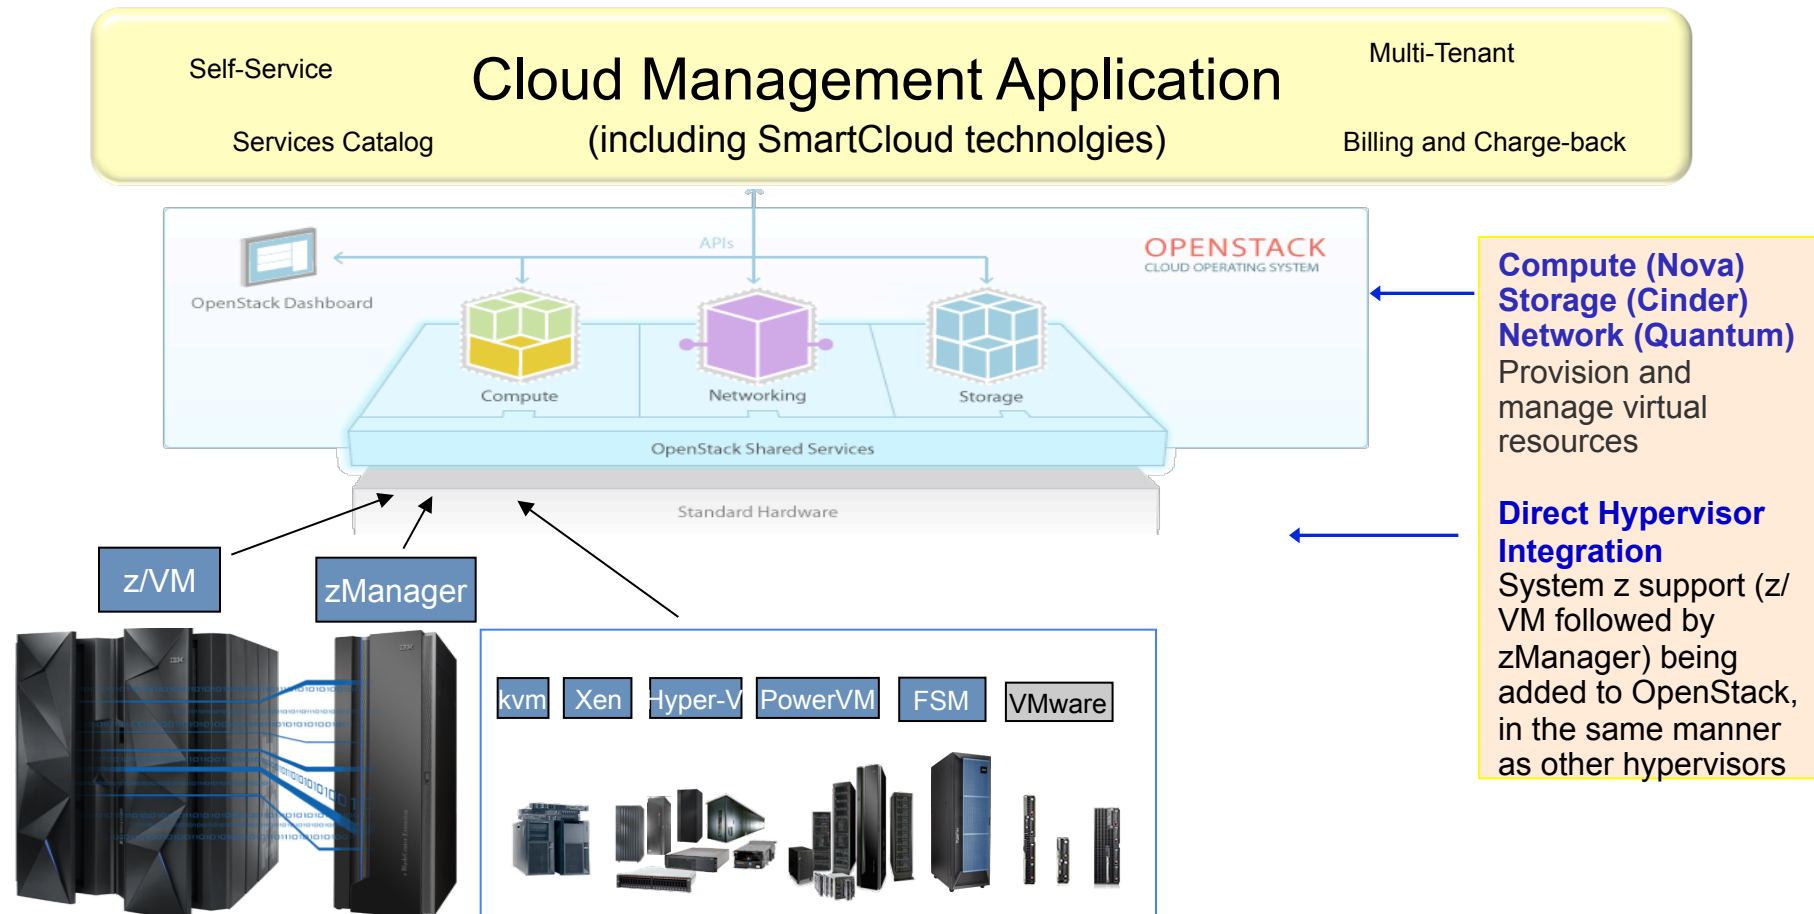 Self-Service
Cloud Management Application
Multi-Tenant
Services Catalog
(including SmartCloud technolgies)
Billing and Charge-back
APIs
OPENSTACK
CLOUD OPERATING SYSTEM
OpenStack Dashboard
Compute
Networking
Storage
OpenStack Shared Services
Standard Hardware
Compute (Nova)
Storage (Cinder)
Network (Quantum)
Provision and
manage virtual
resources
Direct Hypervisor
Integration
System z support (z/
VM followed by
zManager) being
added to OpenStack,
in the same manner
as other hypervisors
z/VM
zManager
kvm
Xen
Hyper-V
PowerVM
FSM
VMware
IBM
IBM